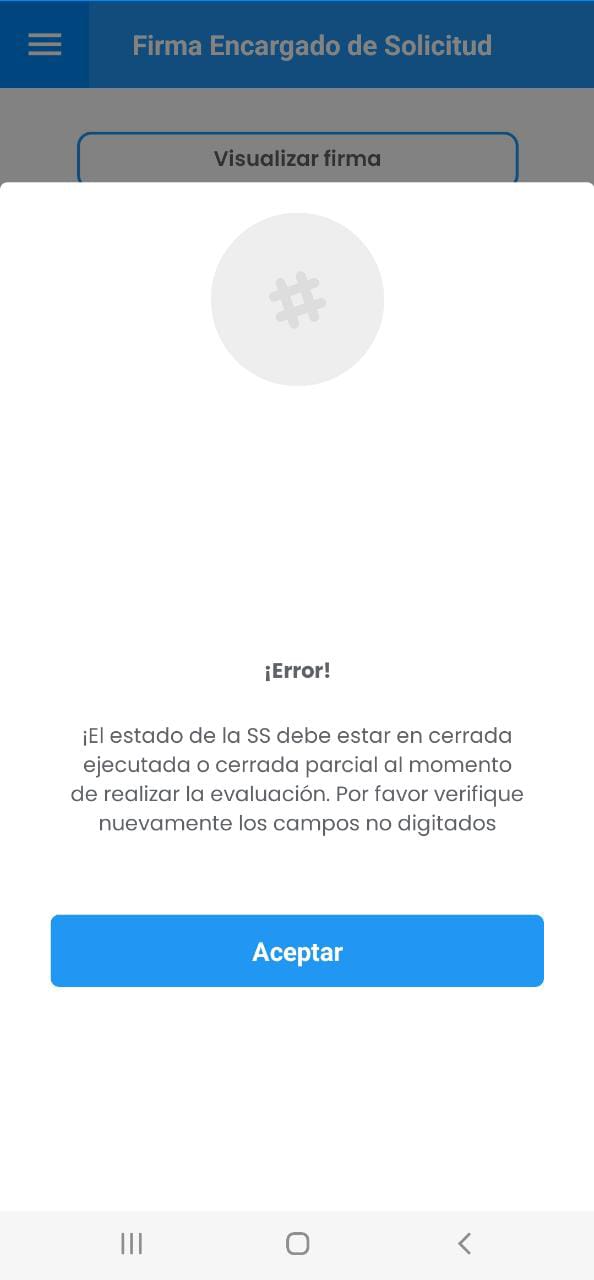 Firma Encargado de Solicitud
Visualizar firma
¡Error!
¡El estado de la SS debe estar en cerrada
ejecutada o cerrada parcial al momento
de realizar la evaluación. Por favor verifique
nuevamente los campos no digitados
Aceptar